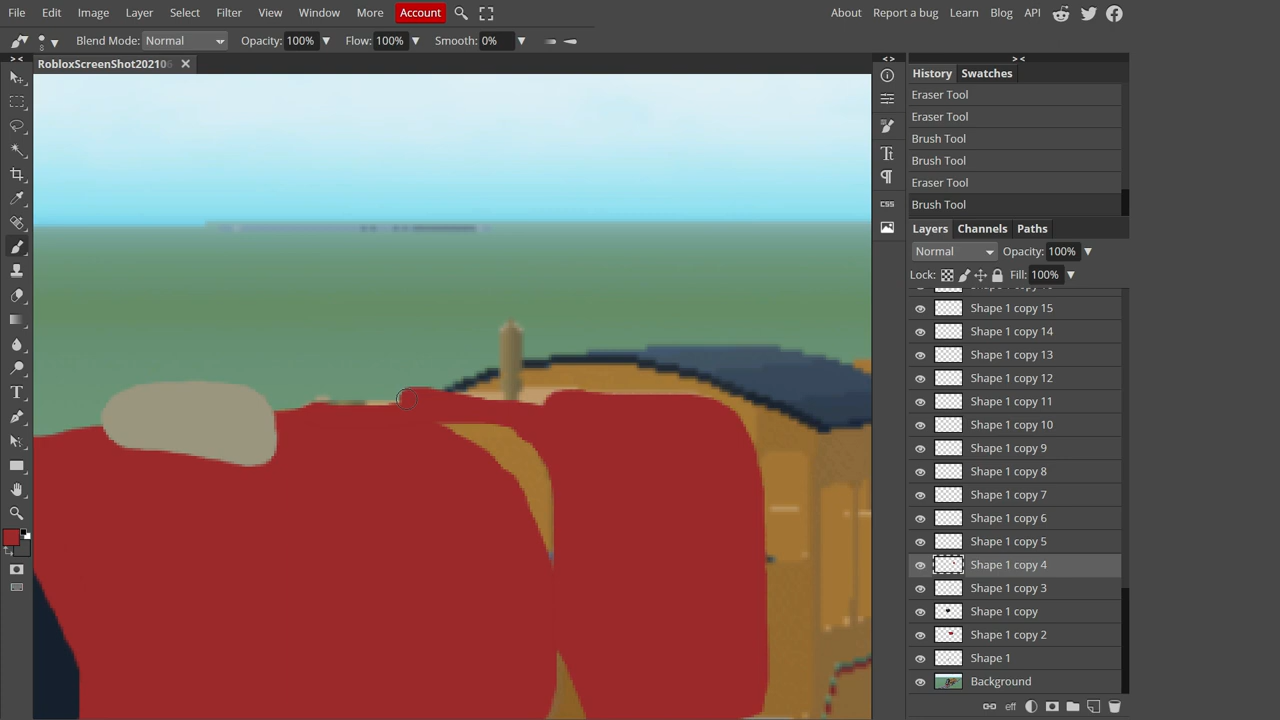 File Edit Image Layer Select Filter View Window More Account About Report a bug Learn Blog API
Blend Mode: Normal Opacity: 100% Flow: 100% Smooth: 0%
RobloxScreenShot202106
History Swatches
Eraser Tool
Eraser Tool
Brush Tool
Brush Tool
Eraser Tool
Brush Tool
Layers Channels Paths
Normal Opacity: 100%
Lock: Fill: 100%
Shape 1 copy 15
Shape 1 copy 14
Shape 1 copy 13
Shape 1 copy 12
Shape 1 copy 11
Shape 1 copy 10
Shape 1 copy 9
Shape 1 copy 8
Shape 1 copy 7
Shape 1 copy 6
Shape 1 copy 5
Shape 1 copy 4
Shape 1 copy 3
Shape 1 copy
Shape 1 copy 2
Shape 1
Background
css
eff